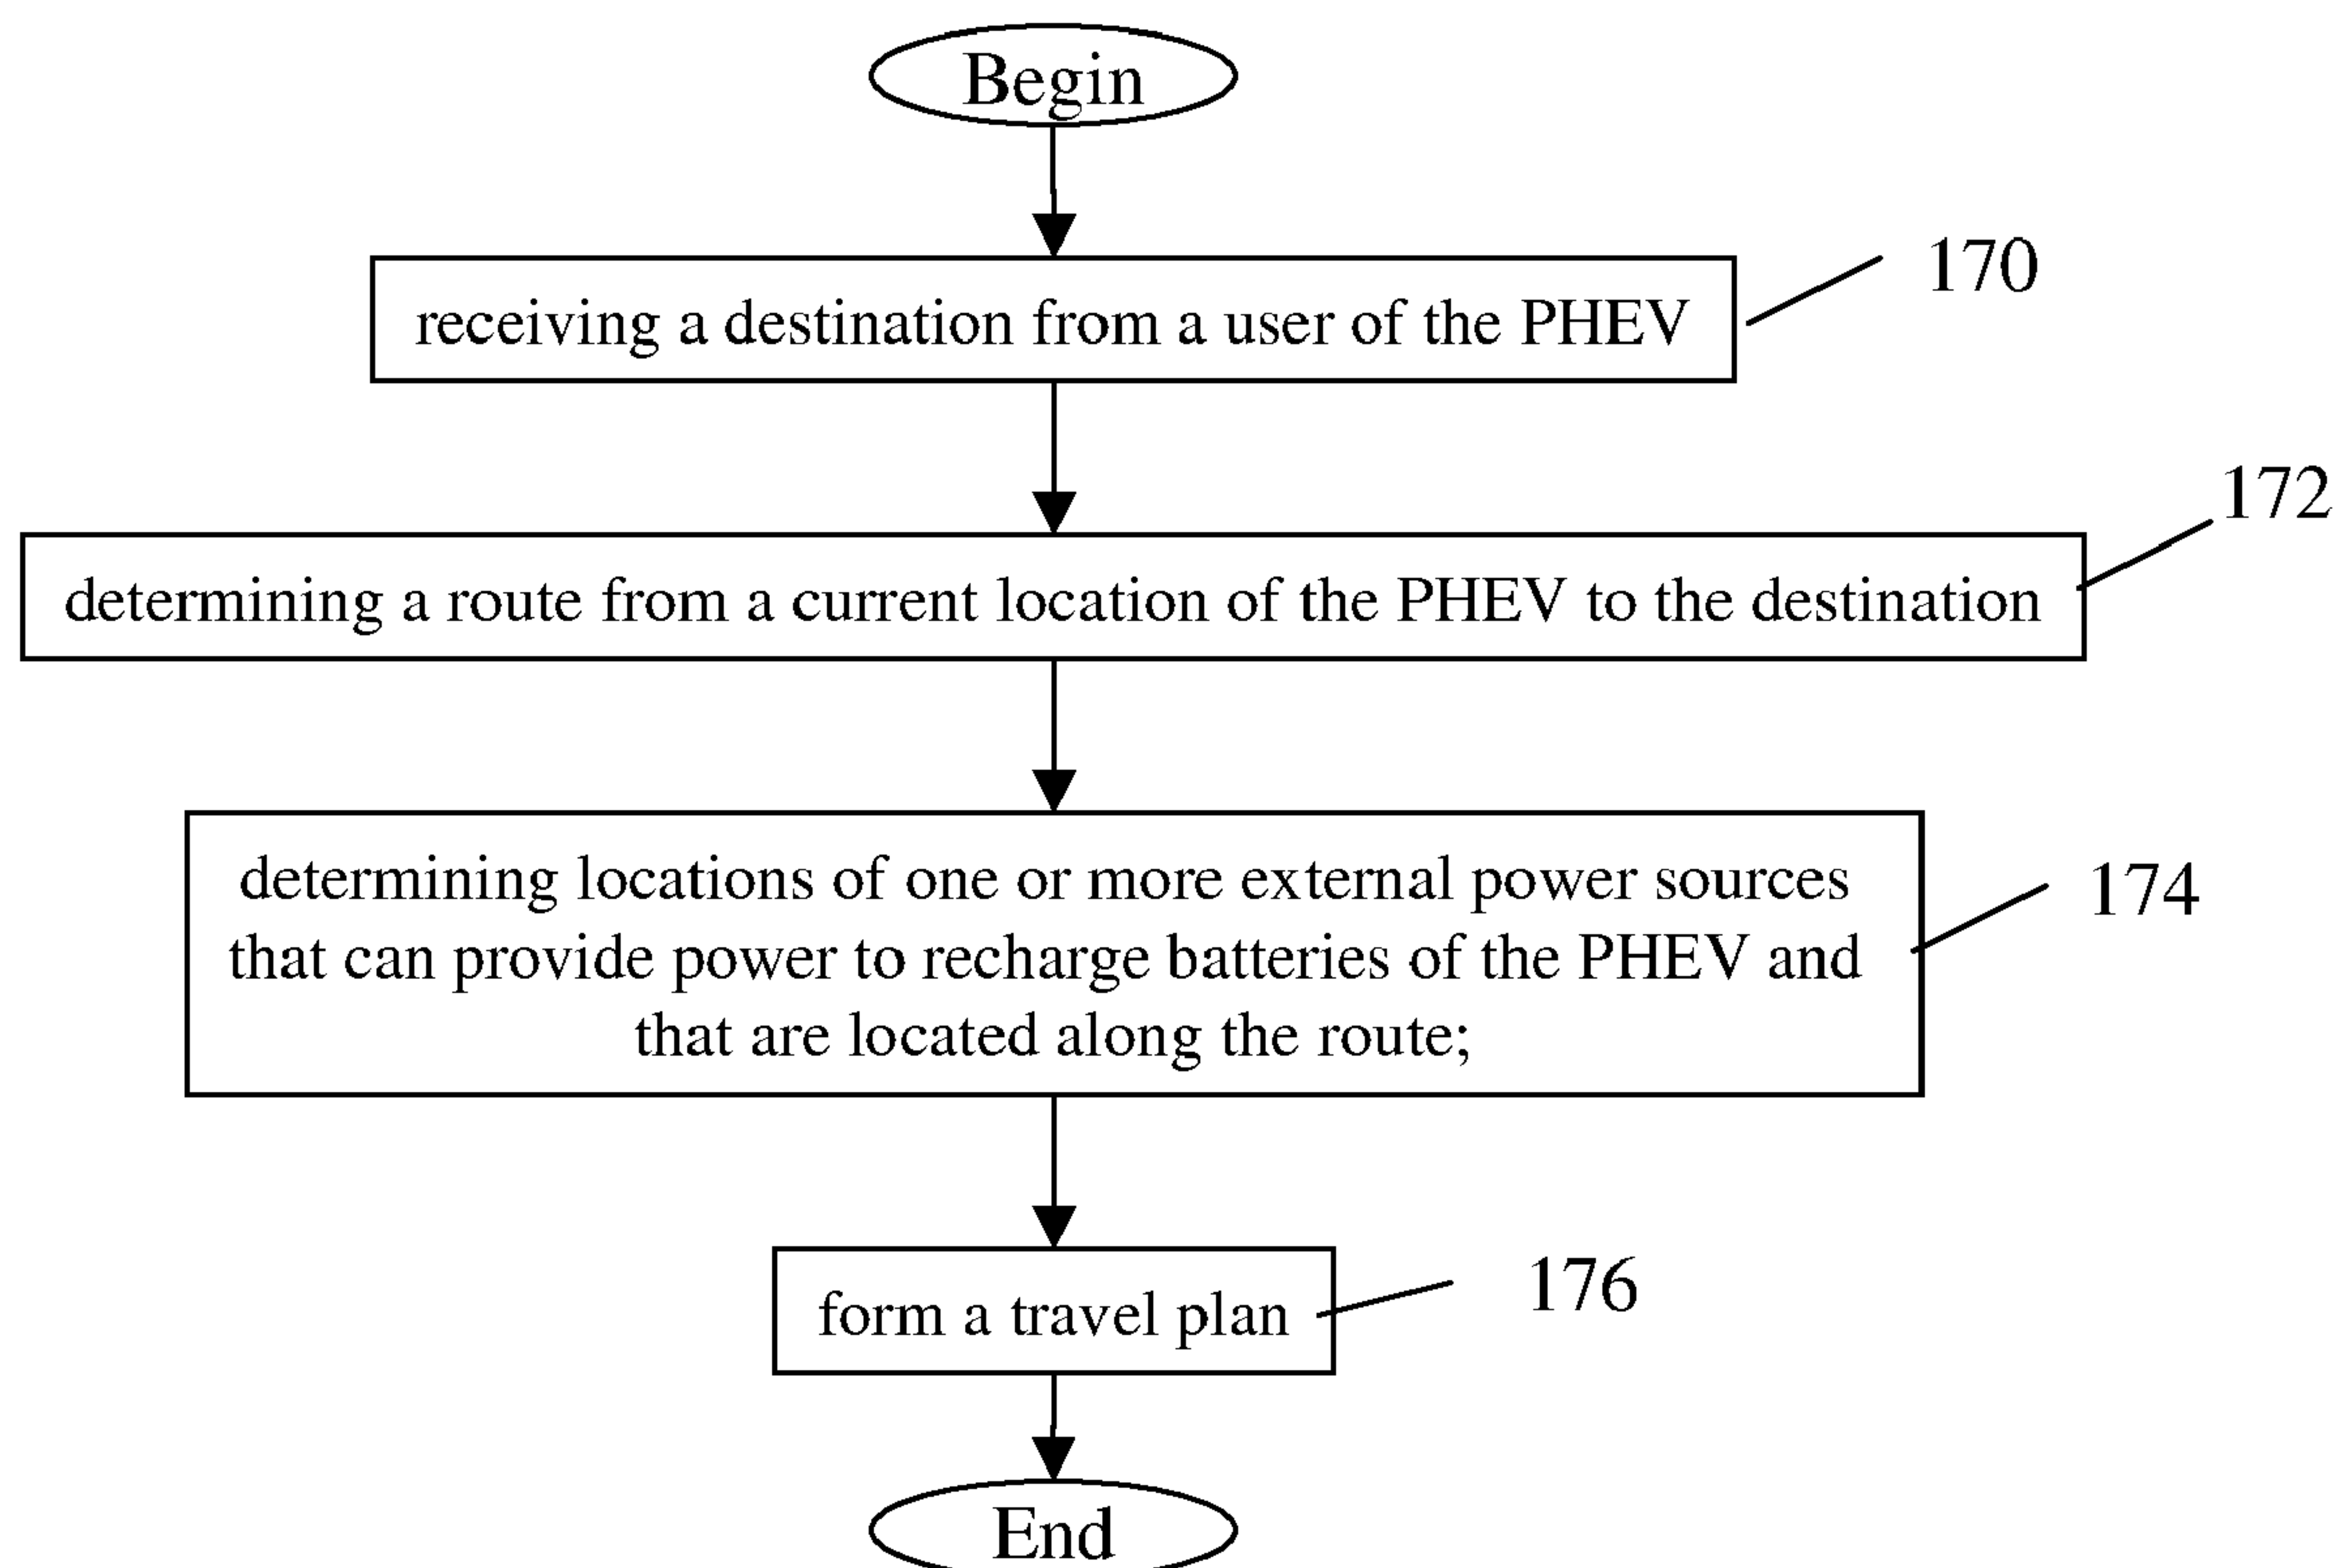 Begin
170
receiving a destination from a user of the PHEV
172
determining a route from a current location of the PHEV to the destination
174
determining locations of one or more external power sources
that can provide power to recharge batteries of the PHEV and
that are located along the route;
176
form a travel plan
End